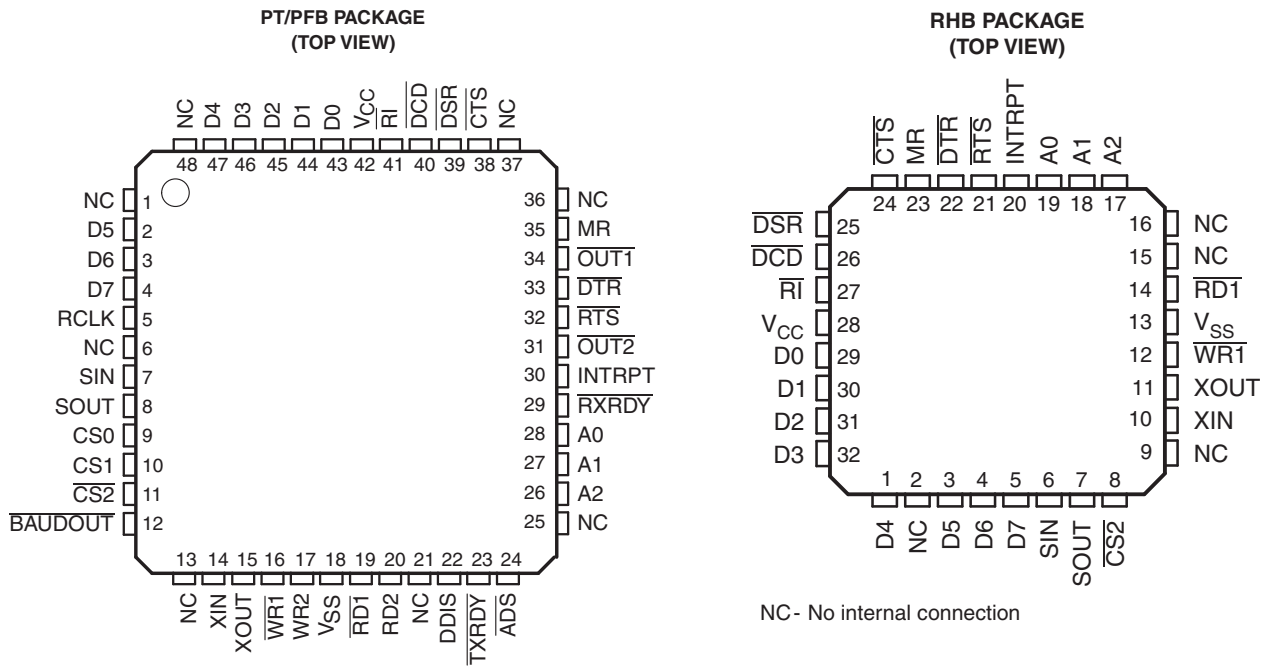 PT/PFB PACKAGE
(TOP VIEW)
NC D4 D3 D2 D1 D0 VCC RI DCD DSR CTS NC
48 47 46 45 44 43 42 41 40 39 38 37
NC 1
D5 2
D6 3
D7 4
RCLK 5
NC 6
SIN 7
SOUT 8
CS0 9
CS1 10
CS2 11
BAUDOUT 12
36 NC
35 MR
34 OUT1
33 DTR
32 RTS
31 OUT2
30 INTRPT
29 RXRDY
28 A0
27 A1
26 A2
25 NC
13 14 15 16 17 18 19 20 21 22 23 24
NC XIN XOUT WR1 WR2 VSS RD1 RD2 NC DDIS TXRDY ADS
RHB PACKAGE
(TOP VIEW)
CTS MR DTR RTS INTRPT A0 A1 A2
24 23 22 21 20 19 18 17
DSR 25
DCD 26
RI 27
VCC 28
D0 29
D1 30
D2 31
D3 32
16 NC
15 NC
14 RD1
13 VSS
12 WR1
11 XOUT
10 XIN
9 NC
1 2 3 4 5 6 7 8
D4 NC D5 D6 D7 SIN SOUT CS2
NC - No internal connection